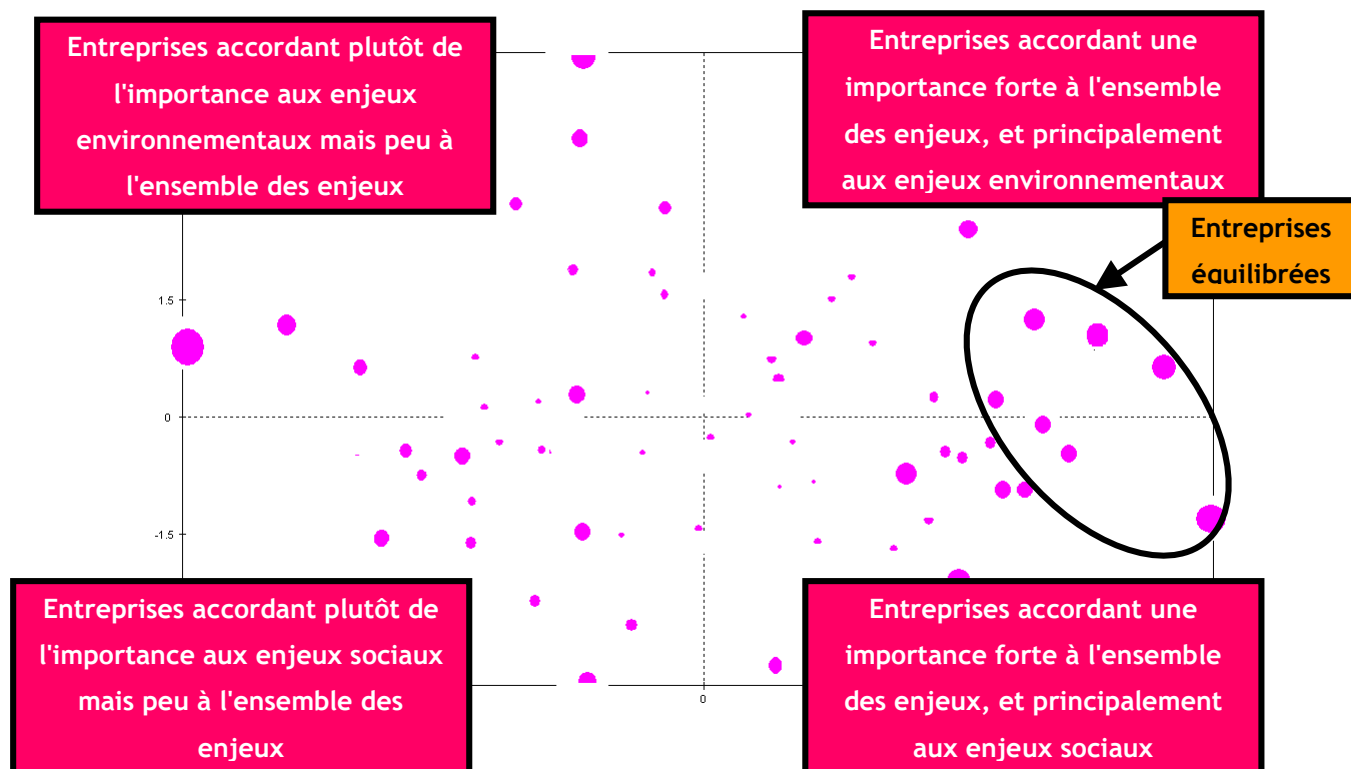 Entreprises accordant plutôt de
l'importance aux enjeux
environnementaux mais peu à
l'ensemble des enjeux
Entreprises accordant une
importance forte à l'ensemble
des enjeux, et principalement
aux enjeux environnementaux
Entreprises
équilibrées
1.5
0
-1.5
Entreprises accordant plutôt de
l'importance aux enjeux sociaux
mais peu à l'ensemble des
enjeux
0
Entreprises accordant une
importance forte à l'ensemble
des enjeux, et principalement
aux enjeux sociaux